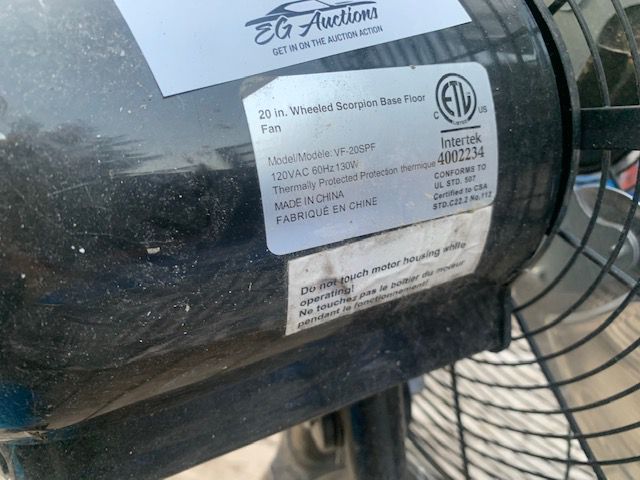 EG Auctions
GET IN ON THE AUCTION ACTION
20 in. Wheeled Scorpion Base Floor
Fan
Model/Modèle: VF-20SPF
120VAC 60Hz 130W
Thermally Protected Protection thermique
MADE IN CHINA
FABRIQUÉ EN CHINE
ETL
LISTED
C US
Intertek
4002234
CONFORMS TO
UL STD. 507
Certified to CSA
STD.C22.2 No.113
Do not touch motor housing while
operating!
Ne touchez pas le boîtier du moteur
pendant le fonctionnement!